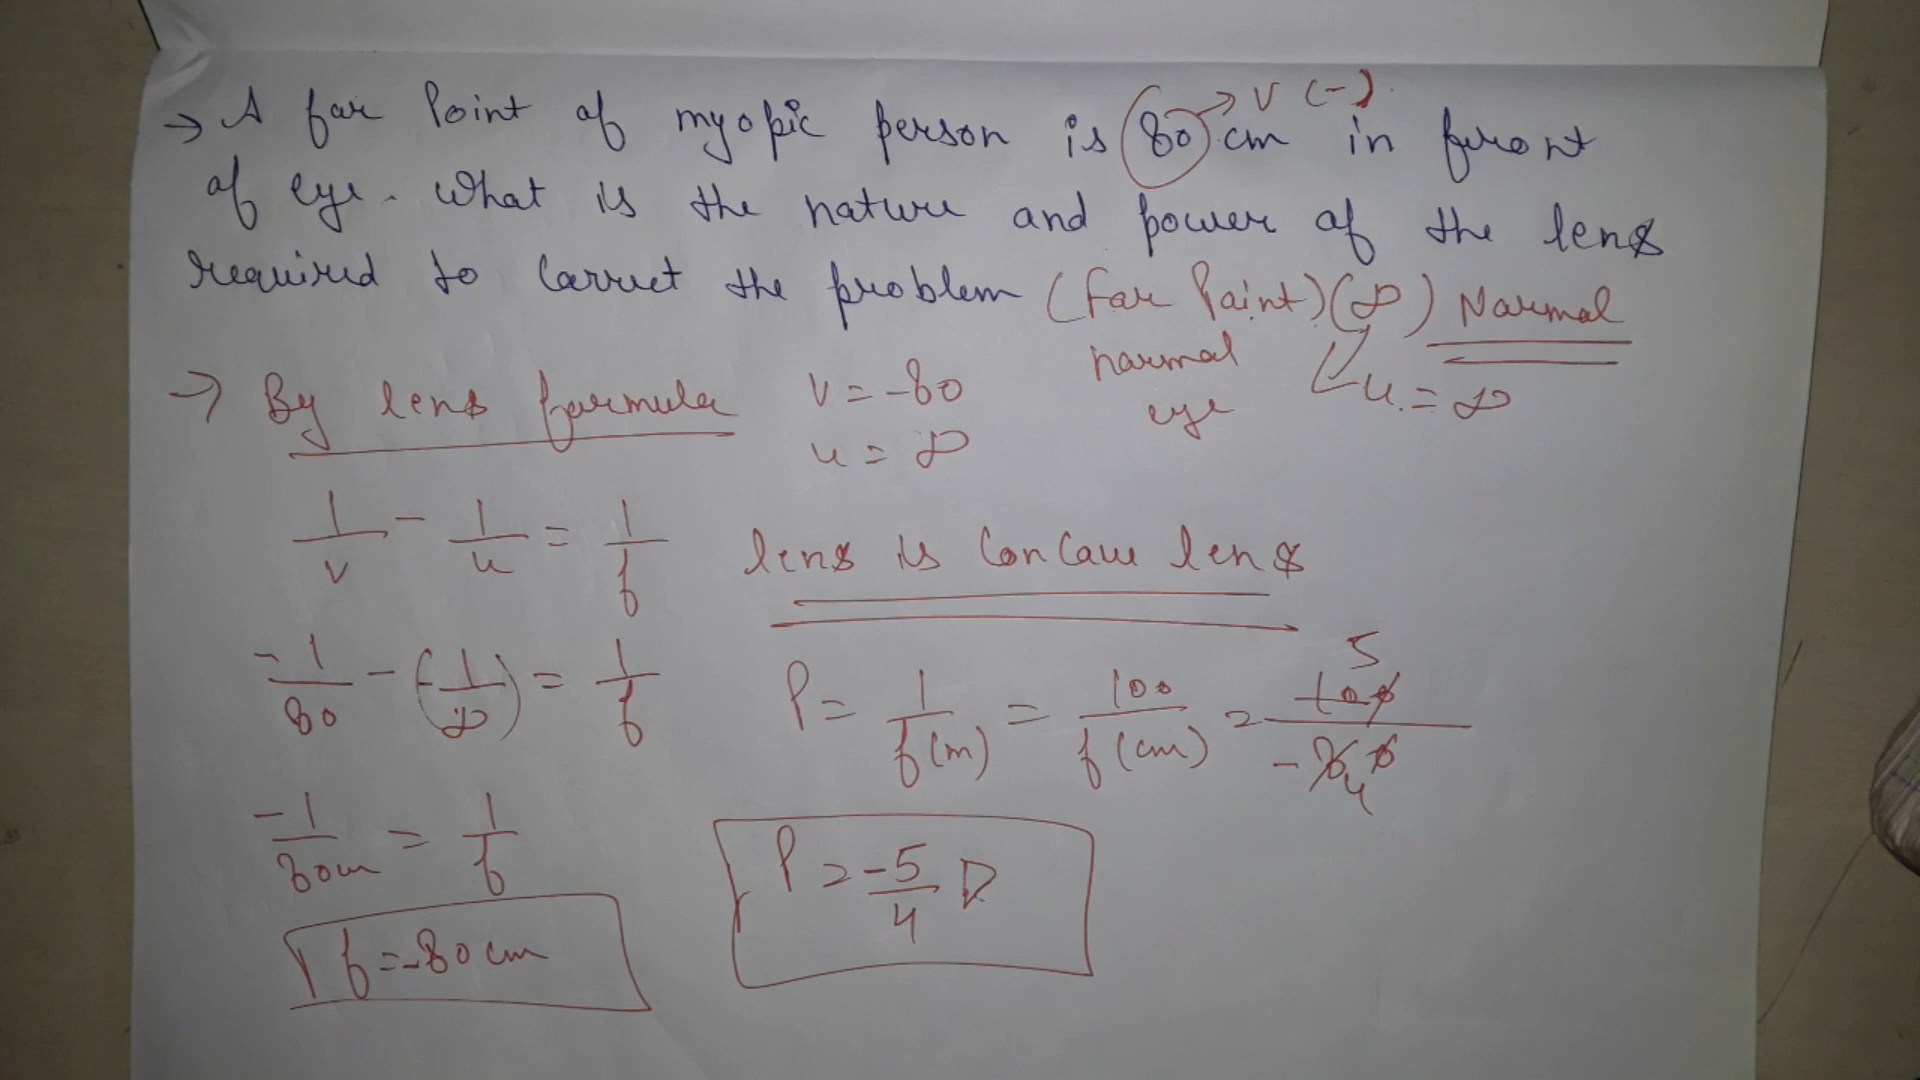 → A far Point of myopic person is 80 cm in front → v (-).
of eye. What is the nature and power of the lens
required to correct the problem (Far Point) (∞) Normal
normal eye
u = ∞
→ By lens formula
v = -80
u = ∞
1/v - 1/u = 1/f
lens is Concave lens
-1/80 - (-1/∞) = 1/f
P = 1/f(m) = 100/f(cm) = 100/-80
5
4
-1/80cm = 1/f
f = -80 cm
P = -5/4 D